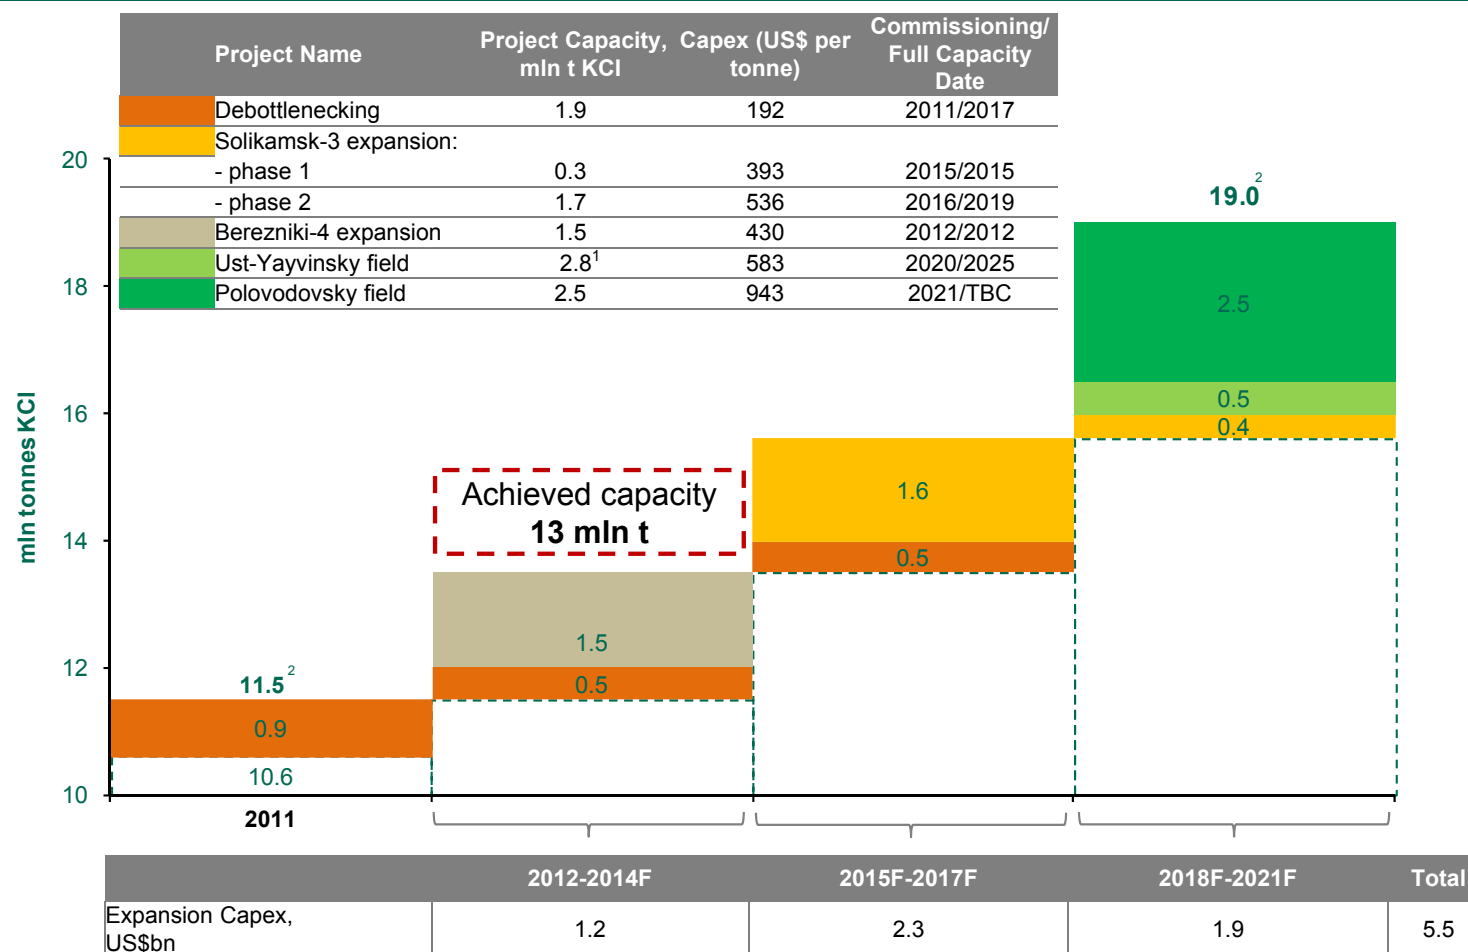 Project Name
Project Capacity, mln t KCl
Capex (US$ per tonne)
Commissioning/ Full Capacity Date
Debottlenecking 1.9 192 2011/2017
Solikamsk-3 expansion:
- phase 1 0.3 393 2015/2015
- phase 2 1.7 536 2016/2019
Berezniki-4 expansion 1.5 430 2012/2012
Ust-Yayvinsky field 2.8¹ 583 2020/2025
Polovodovsky field 2.5 943 2021/TBC
mln tonnes KCl
20
18
16
14
12
10
11.5²
0.9
10.6
2011
Achieved capacity
13 mln t
1.5
0.5
1.6
0.5
19.0²
2.5
0.5
0.4
2012-2014F 2015F-2017F 2018F-2021F Total
Expansion Capex,
US$bn 1.2 2.3 1.9 5.5